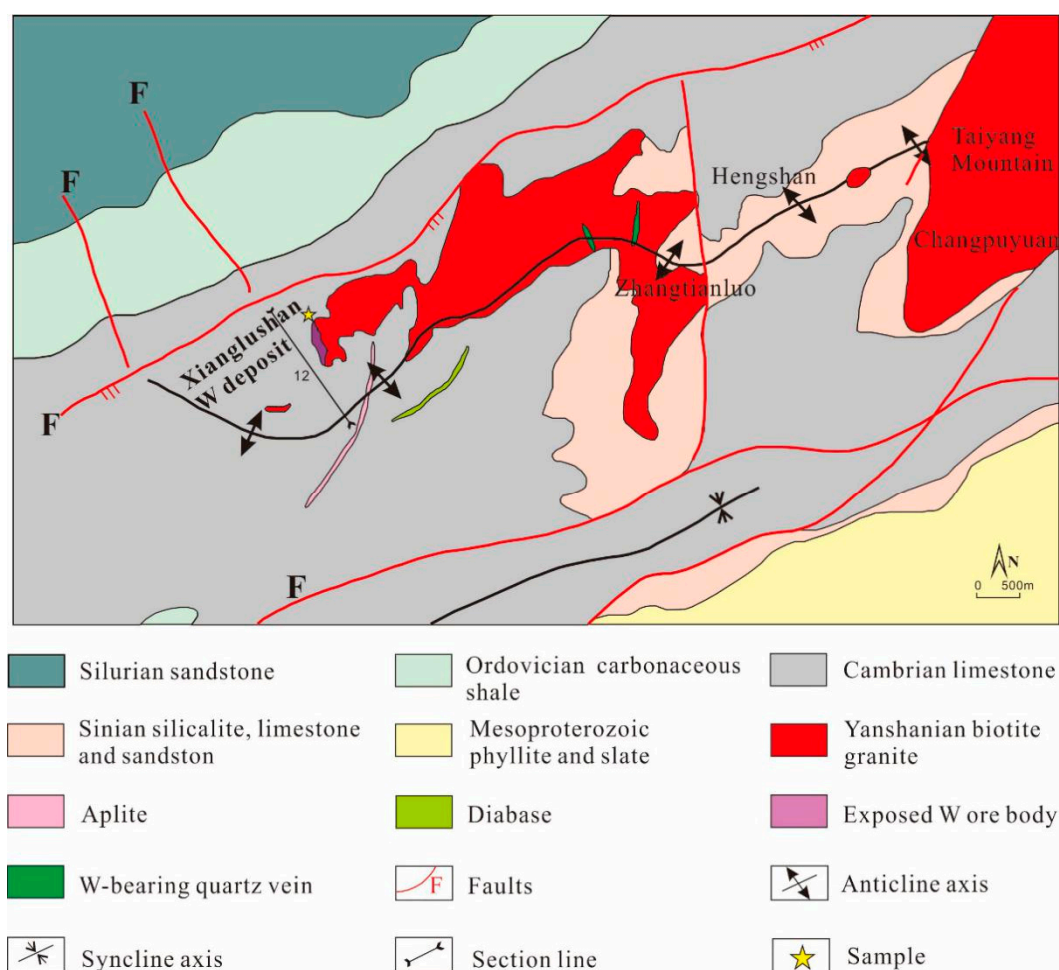 F
F
Taiyang
Mountain
Hengshan
Changpuyuan
Zhangtianluo
Xianglushan
W deposit
12
F
F
N
0 500m
Silurian sandstone
Ordovician carbonaceous
shale
Cambrian limestone
Sinian silicalite, limestone
and sandston
Mesoproterozoic
phyllite and slate
Yanshanian biotite
granite
Aplite
Diabase
Exposed W ore body
W-bearing quartz vein
F
Faults
Anticline axis
Syncline axis
Section line
Sample